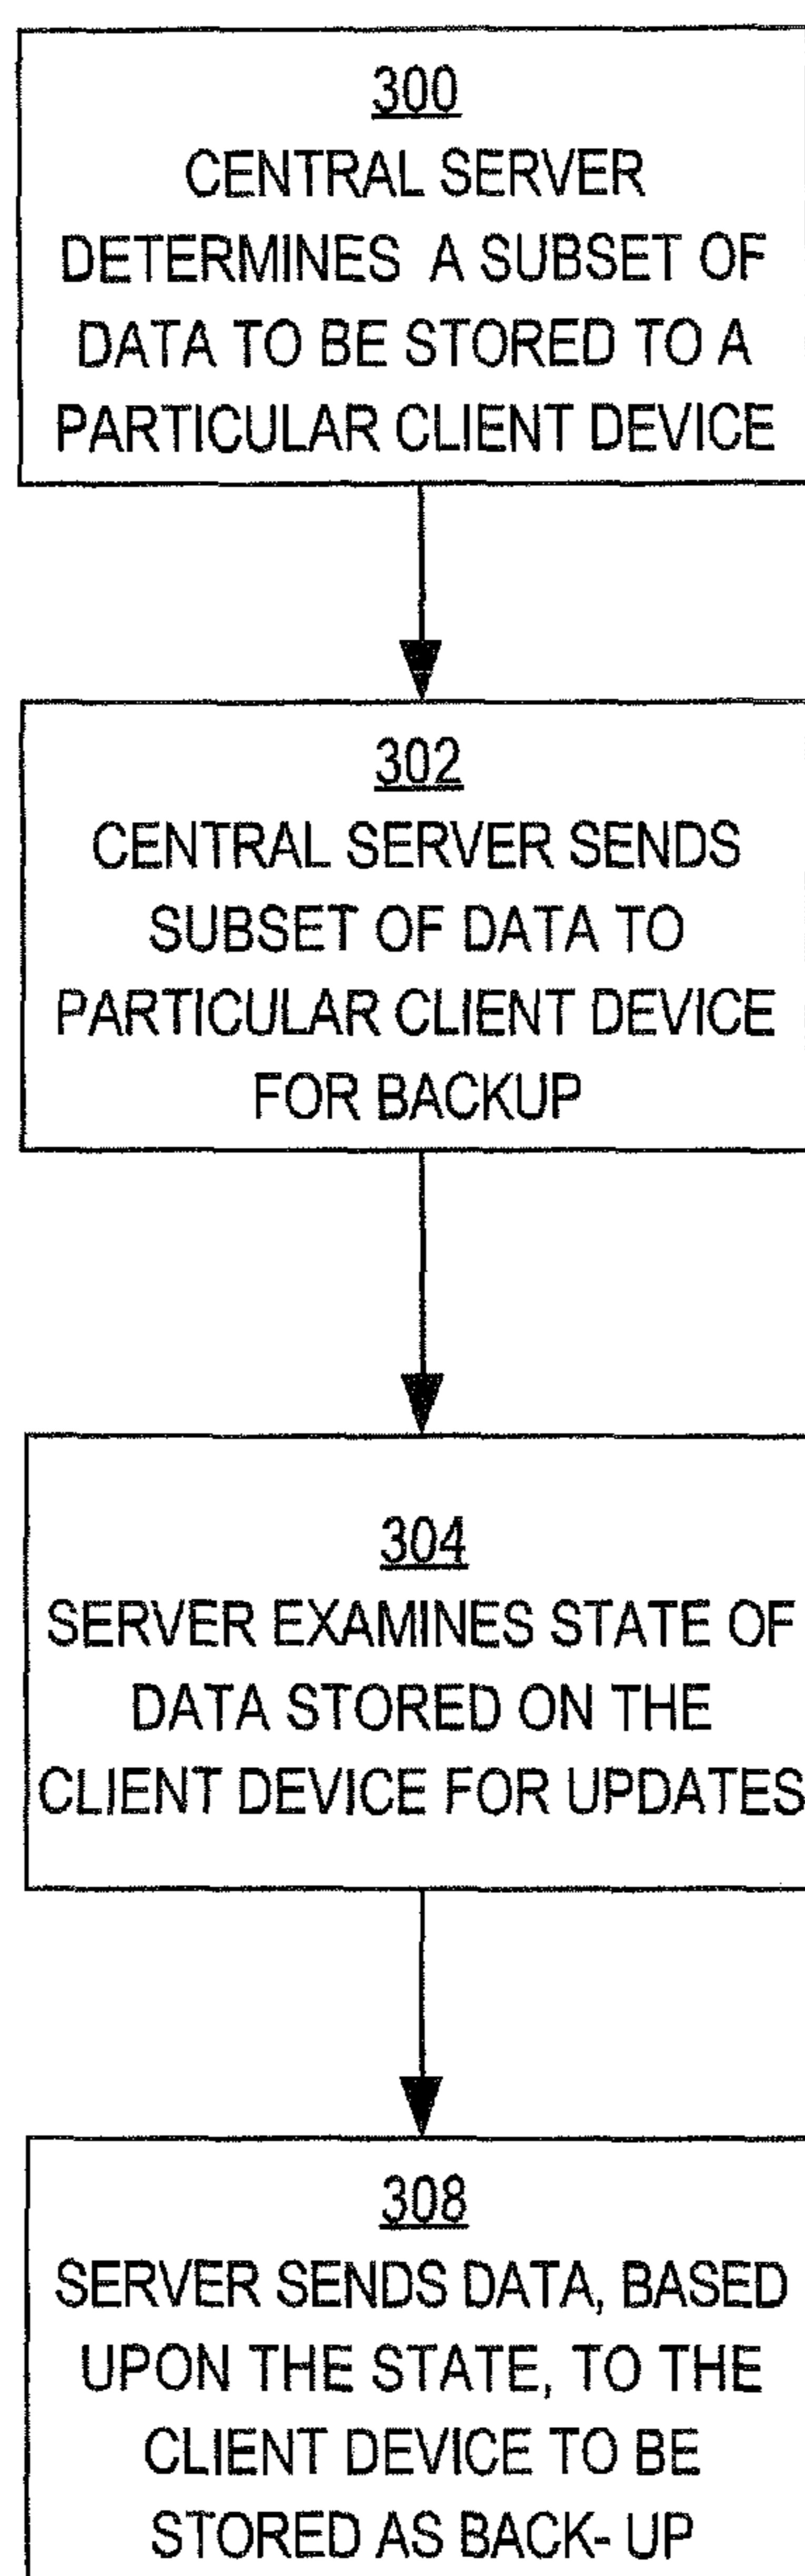 300
CENTRAL SERVER
DETERMINES A SUBSET OF
DATA TO BE STORED TO A
PARTICULAR CLIENT DEVICE
302
CENTRAL SERVER SENDS
SUBSET OF DATA TO
PARTICULAR CLIENT DEVICE
FOR BACKUP
304
SERVER EXAMINES STATE OF
DATA STORED ON THE
CLIENT DEVICE FOR UPDATES
308
SERVER SENDS DATA, BASED
UPON THE STATE, TO THE
CLIENT DEVICE TO BE
STORED AS BACK- UP